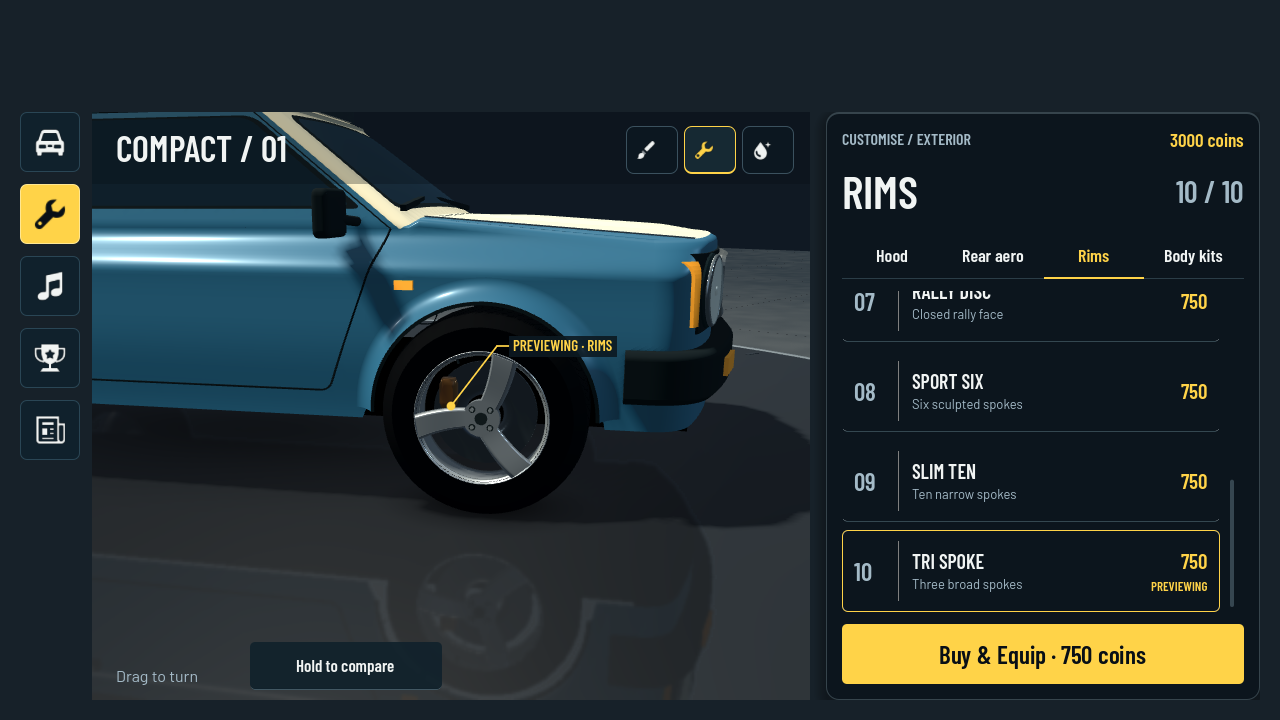 COMPACT / 01
PREVIEWING · RIMS
Drag to turn
Hold to compare
CUSTOMISE / EXTERIOR
3000 coins
RIMS
10 / 10
Hood
Rear aero
Rims
Body kits
07
RALLY DISC
Closed rally face
750
08
SPORT SIX
Six sculpted spokes
750
09
SLIM TEN
Ten narrow spokes
750
10
TRI SPOKE
Three broad spokes
750
PREVIEWING
Buy & Equip · 750 coins